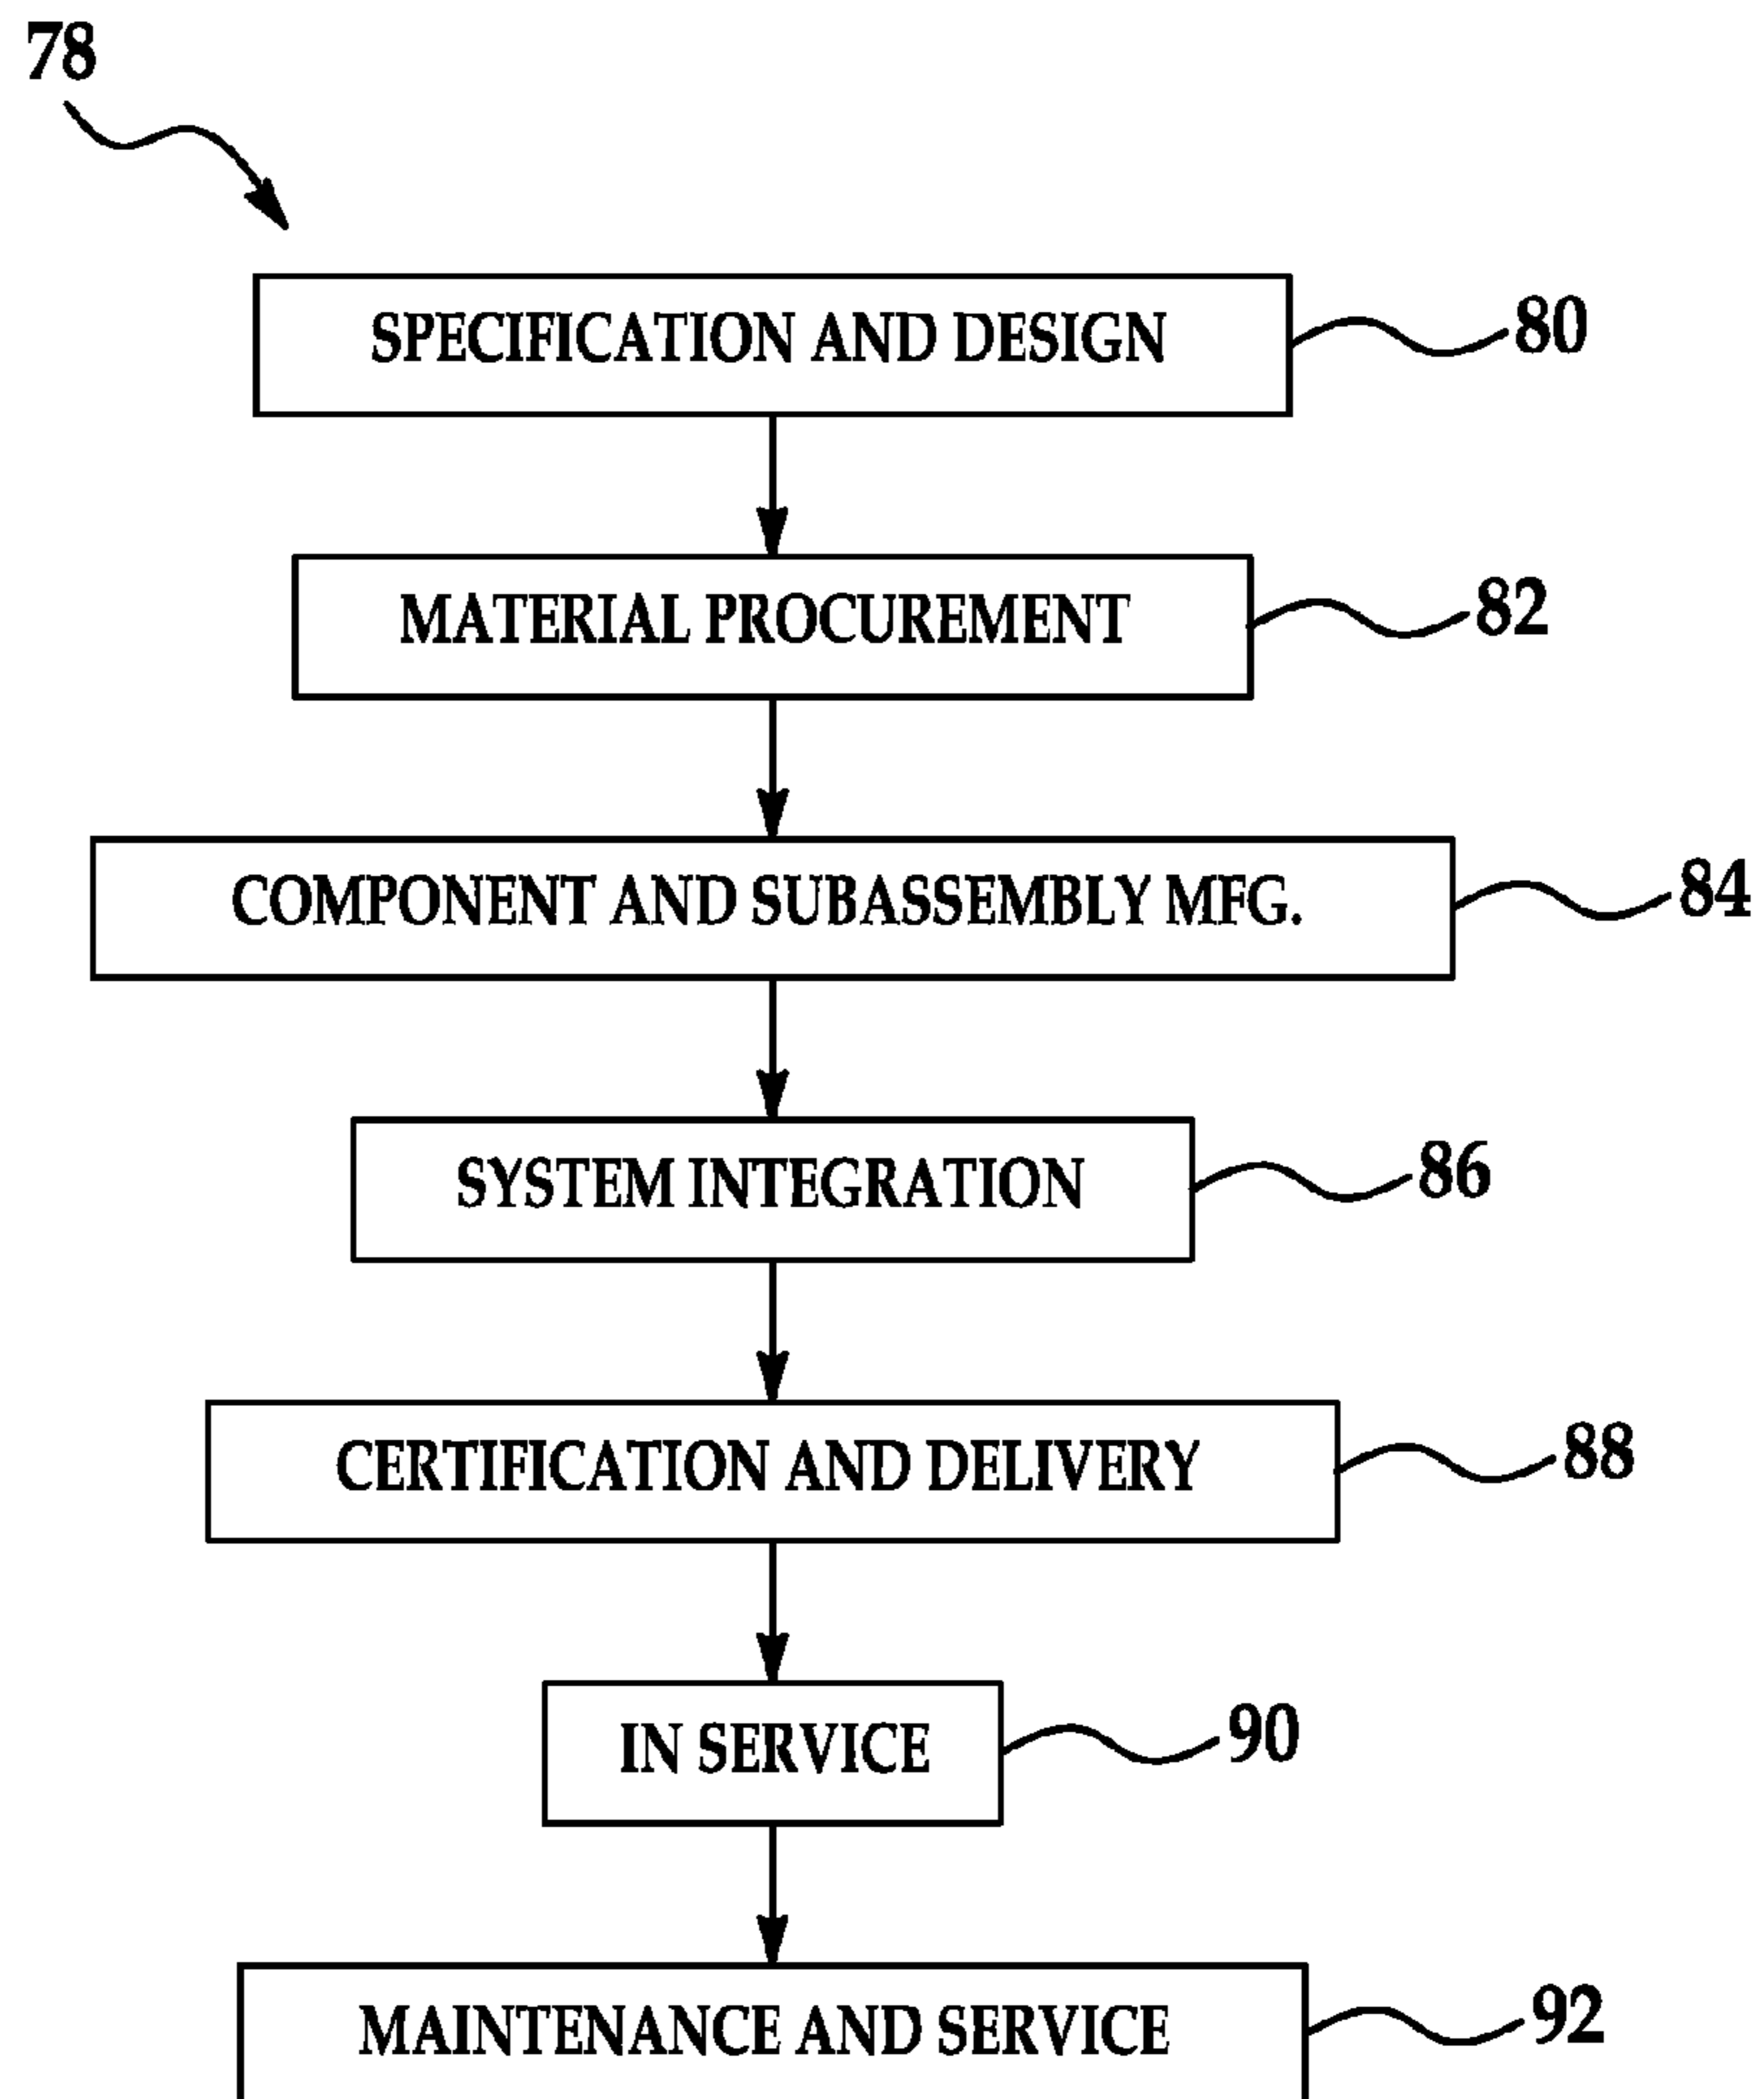 78
SPECIFICATION AND DESIGN 80
MATERIAL PROCUREMENT 82
COMPONENT AND SUBASSEMBLY MFG. 84
SYSTEM INTEGRATION 86
CERTIFICATION AND DELIVERY 88
IN SERVICE 90
MAINTENANCE AND SERVICE 92